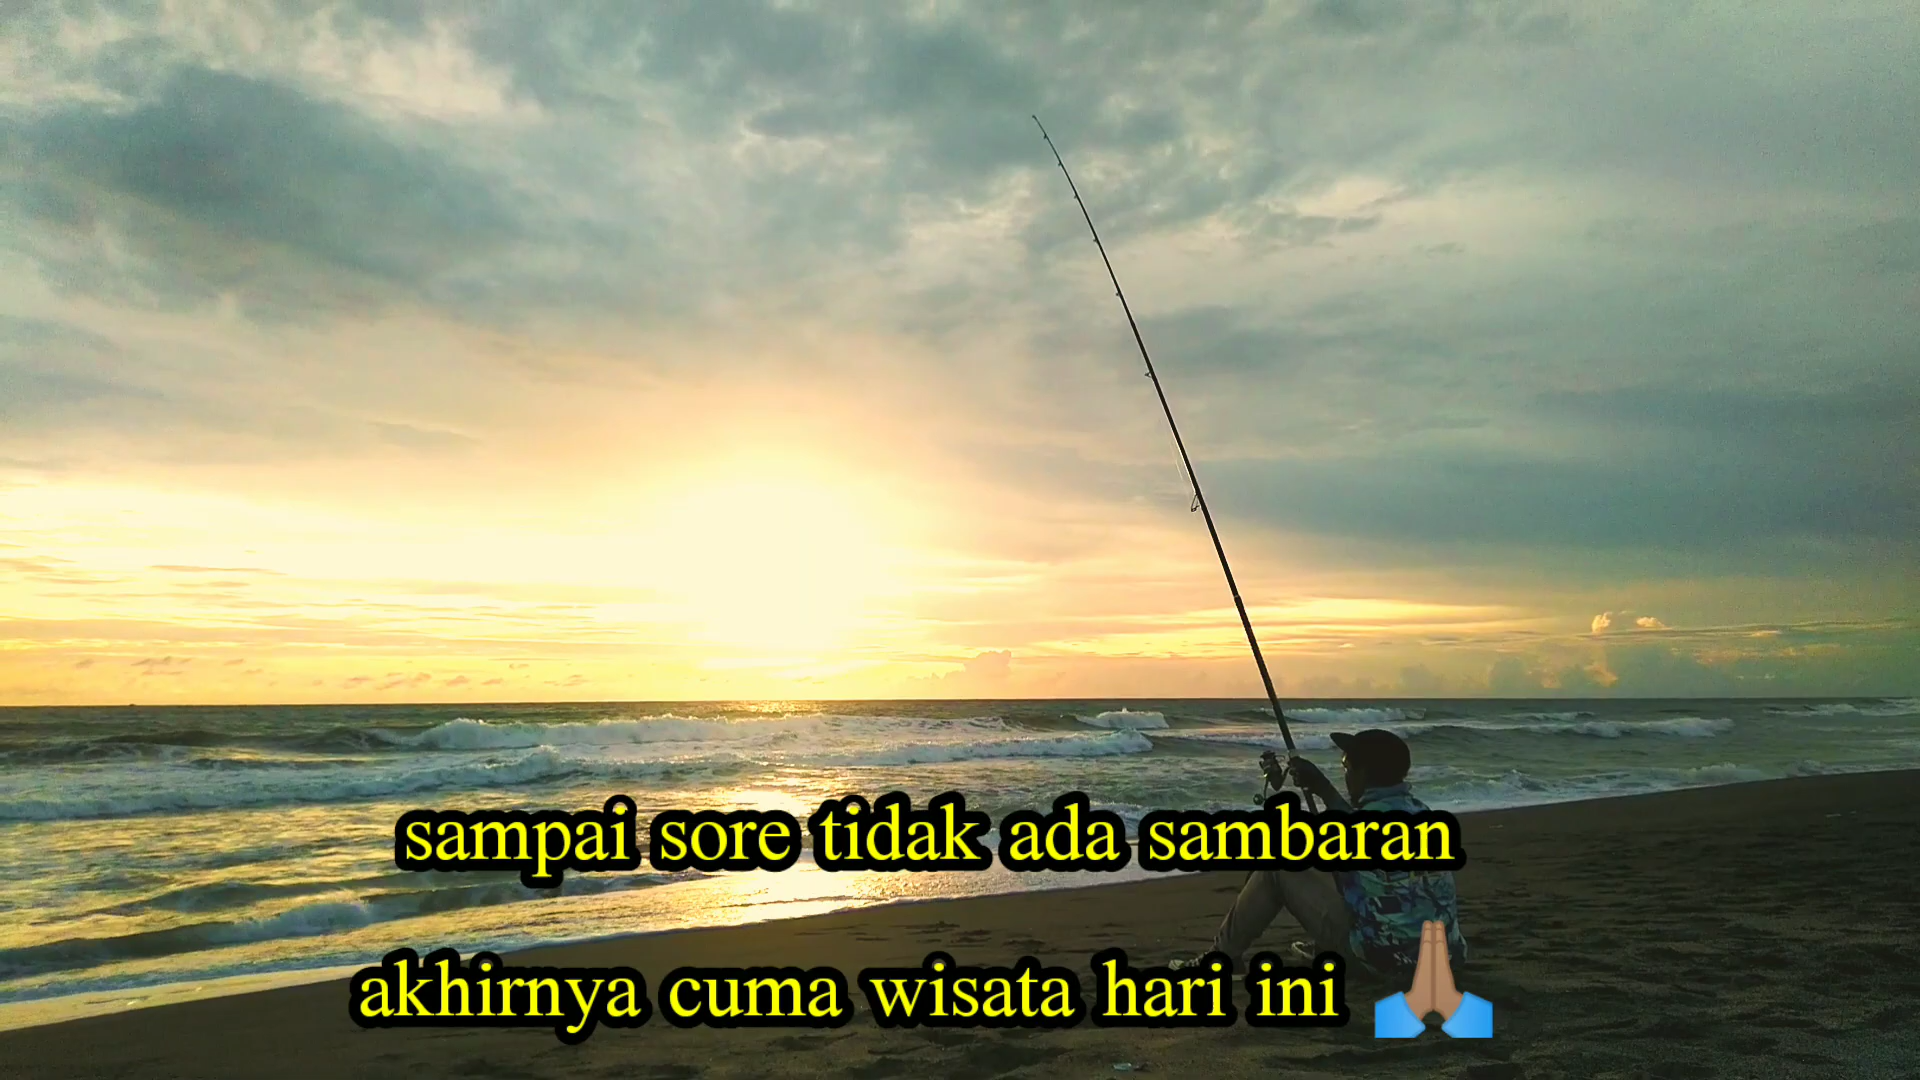 sampai sore tidak ada sambaran
akhirnya cuma wisata hari ini 🙏🏽